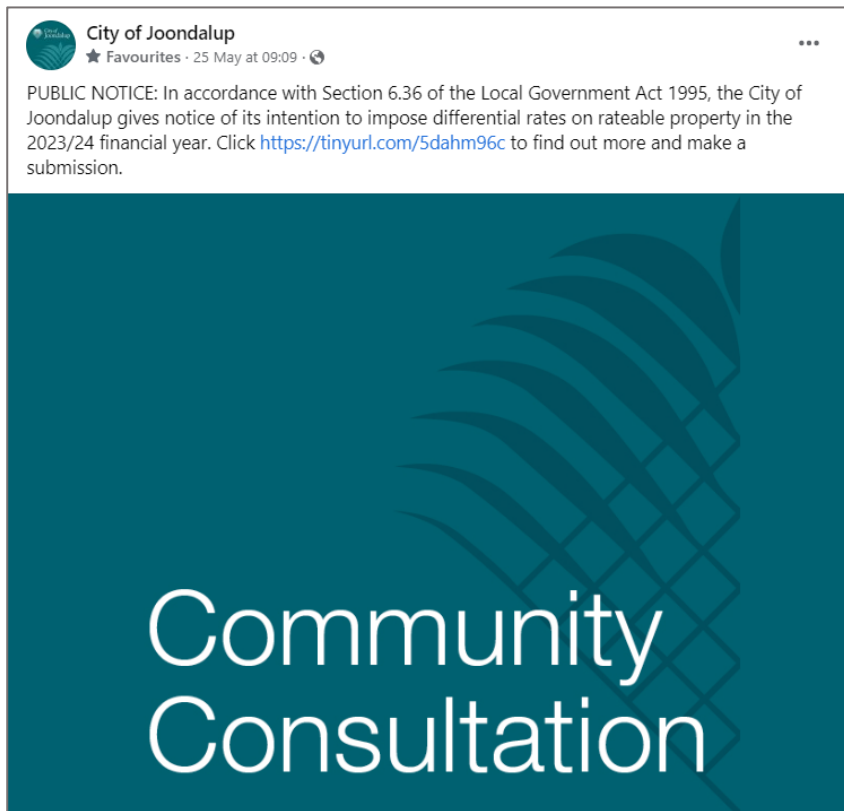 City of Joondalup
Favourites · 25 May at 09:09 ·
PUBLIC NOTICE: In accordance with Section 6.36 of the Local Government Act 1995, the City of
Joondalup gives notice of its intention to impose differential rates on rateable property in the
2023/24 financial year. Click https://tinyurl.com/5dahm96c to find out more and make a
submission.
Community
Consultation